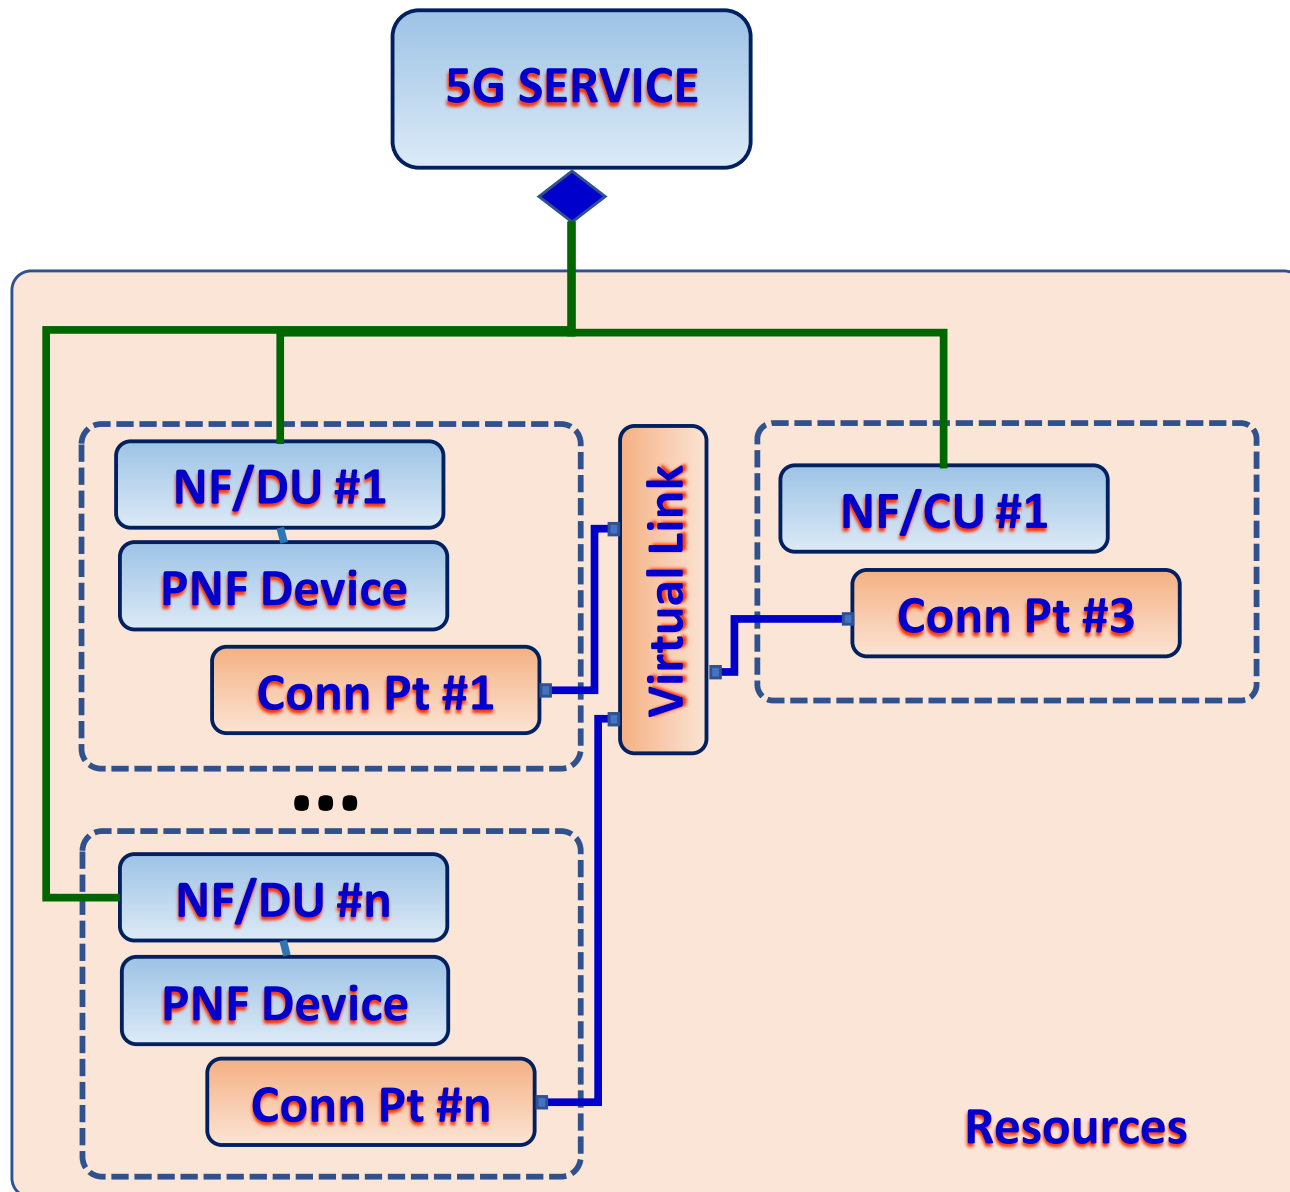 5G SERVICE
NF/DU #1
PNF Device
Conn Pt #1
Virtual Link
NF/CU #1
Conn Pt #3
...
NF/DU #n
PNF Device
Conn Pt #n
Resources